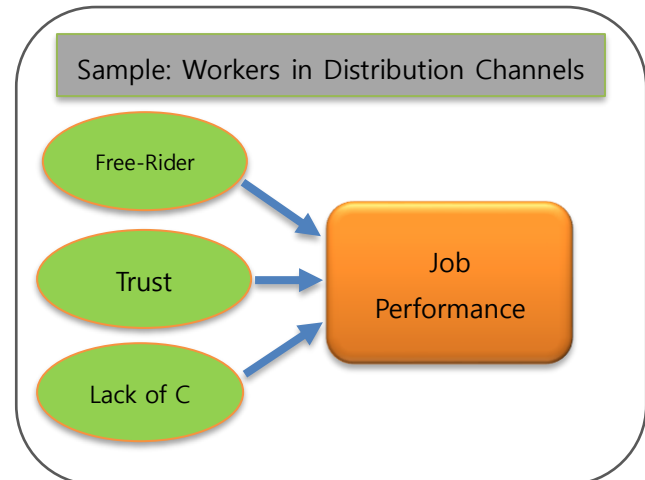 Sample: Workers in Distribution Channels
Free-Rider
Trust
Lack of C
Job
Performance